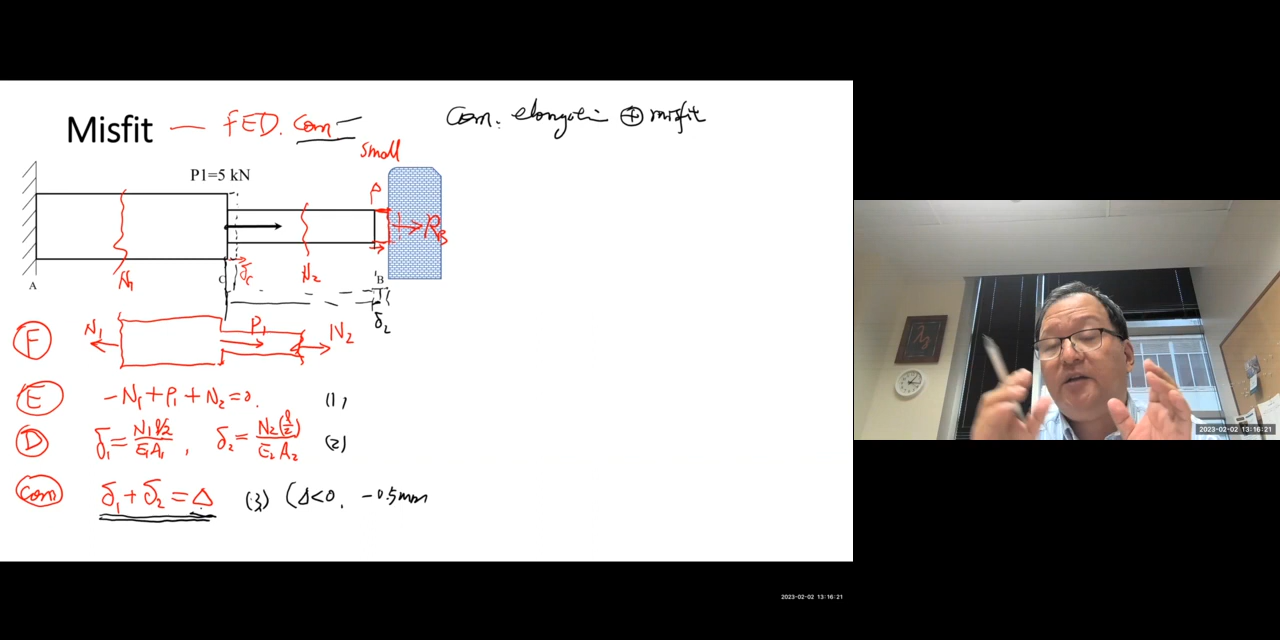 Misfit — FED. Com
Com: elongation ⊕ misfit
small
P1=5 kN
P
R_B
A
N1
C
δc
N2
B
δ2
F
N1
P1
N2
E
-N1 + P1 + N2 = 0. (1)
D
δ1 = N1 ℓ/2 / E1 A1 , δ2 = N2 (ℓ/2) / E2 A2 (2)
Com
δ1 + δ2 = Δ (3) (Δ<0, -0.5mm
2023-02-02 13:16:21
2023-02-02 13:16:21